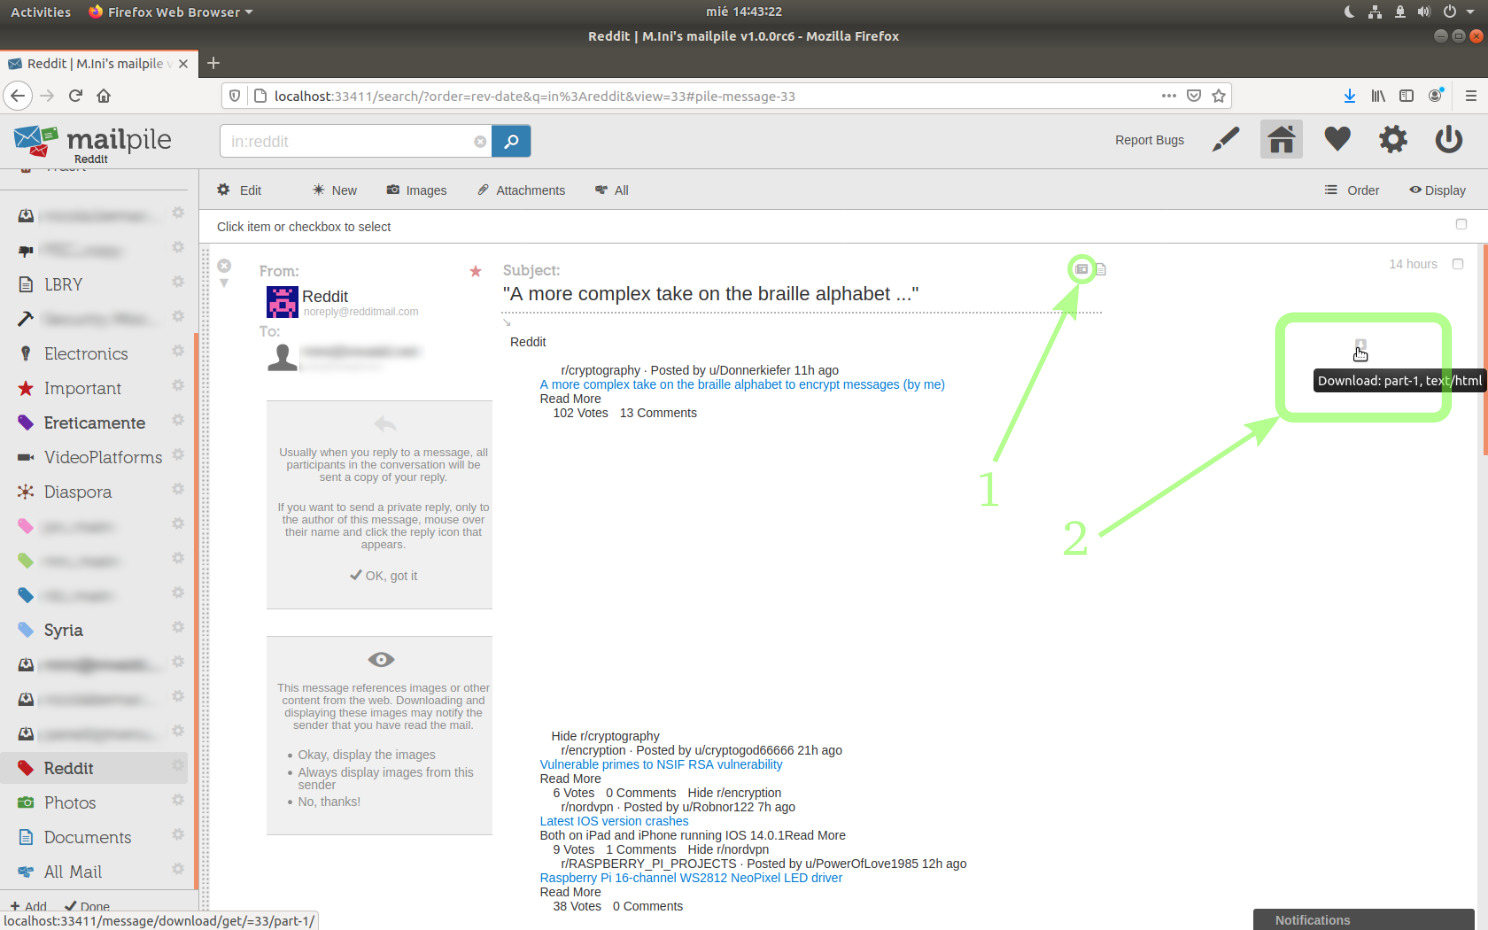 Activities
Firefox Web Browser
mié 14:43:22
Reddit | M.Ini's mailpile v1.0.0rc6 - Mozilla Firefox
Reddit | M.Ini's mailpile v
localhost:33411/search/?order=rev-date&q=in%3Areddit&view=33#pile-message-33
mailpile
Reddit
in:reddit
Report Bugs
Edit
New
Images
Attachments
All
Order
Display
Click item or checkbox to select
LBRY
Electronics
Important
Ereticamente
VideoPlatforms
Diaspora
Syria
Reddit
Photos
Documents
All Mail
Add
Done
From:
Reddit
noreply@redditmail.com
To:
Usually when you reply to a message, all
participants in the conversation will be
sent a copy of your reply.
If you want to send a private reply, only to
the author of this message, mouse over
their name and click the reply icon that
appears.
OK, got it
This message references images or other
content from the web. Downloading and
displaying these images may notify the
sender that you have read the mail.
Okay, display the images
Always display images from this
sender
No, thanks!
Subject:
"A more complex take on the braille alphabet ..."
14 hours
Reddit
r/cryptography · Posted by u/Donnerkiefer 11h ago
A more complex take on the braille alphabet to encrypt messages (by me)
Read More
102 Votes 13 Comments
Download: part-1, text/html
1
2
Hide r/cryptography
r/encryption · Posted by u/cryptogod66666 21h ago
Vulnerable primes to NSIF RSA vulnerability
Read More
6 Votes 0 Comments Hide r/encryption
r/nordvpn · Posted by u/Robnor122 7h ago
Latest IOS version crashes
Both on iPad and iPhone running IOS 14.0.1Read More
9 Votes 1 Comments Hide r/nordvpn
r/RASPBERRY_PI_PROJECTS · Posted by u/PowerOfLove1985 12h ago
Raspberry Pi 16-channel WS2812 NeoPixel LED driver
Read More
38 Votes 0 Comments
localhost:33411/message/download/get/=33/part-1/
Notifications